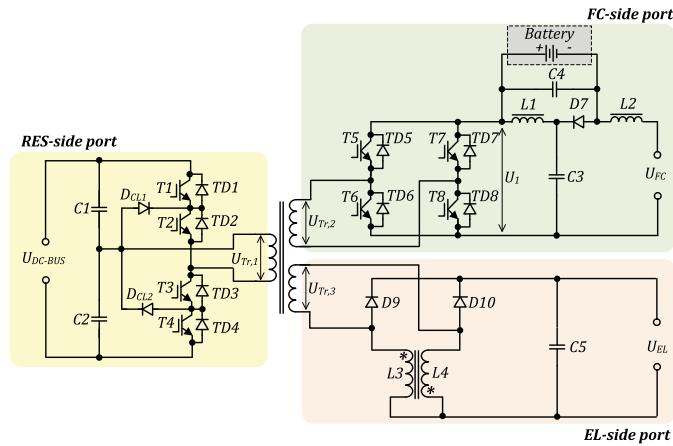 FC-side port
Battery
+ -
C4
L1 D7 L2
T5 TD5 T7 TD7
U1 C3 UFC
T6 TD6 T8 TD8
RES-side port
T1 TD1
DCL1
C1 T2 TD2
UTr,2
UDC-BUS UTr,1
UTr,3
DCL2 T3 TD3
C2 T4 TD4
D9 D10
C5 UEL
* L3 L4 *
EL-side port